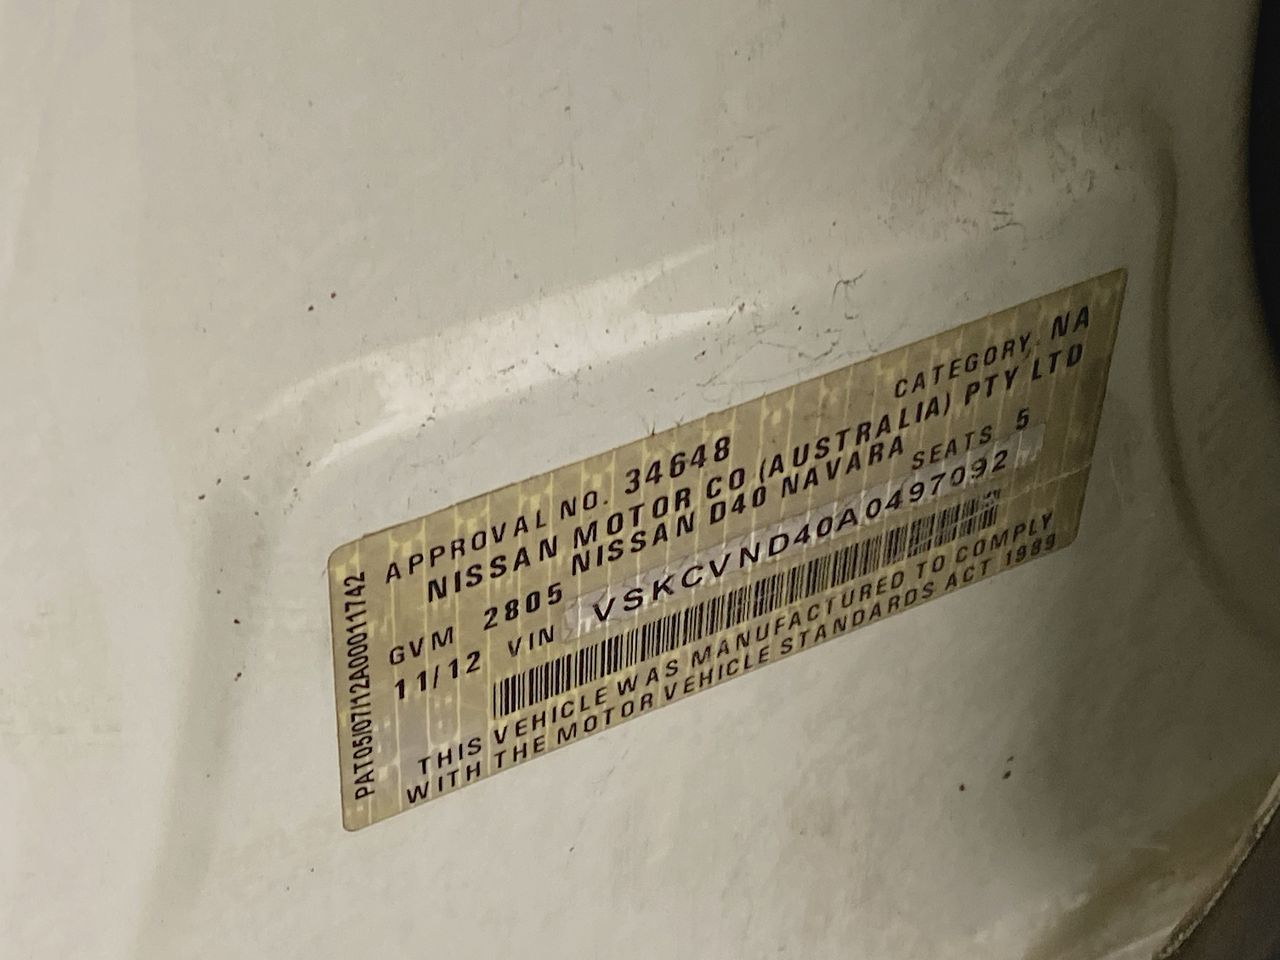 APPROVAL NO. 34648 CATEGORY. NA
NISSAN MOTOR CO (AUSTRALIA) PTY LTD
NISSAN D40 NAVARA
GVM 2805 SEATS 5
11/12 VIN VSKCVND40A0497092
THIS VEHICLE WAS MANUFACTURED TO COMPLY
WITH THE MOTOR VEHICLE STANDARDS ACT 1989
PAT05/07/12A00011742